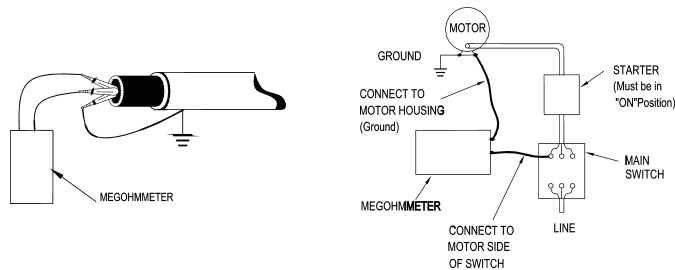 MEGOHMMETER
MOTOR
GROUND
CONNECT TO
MOTOR HOUSING
(Ground)
STARTER
(Must be in
"ON"Position)
MAIN
SWITCH
MEGOHMMETER
CONNECT TO
MOTOR SIDE
OF SWITCH
LINE